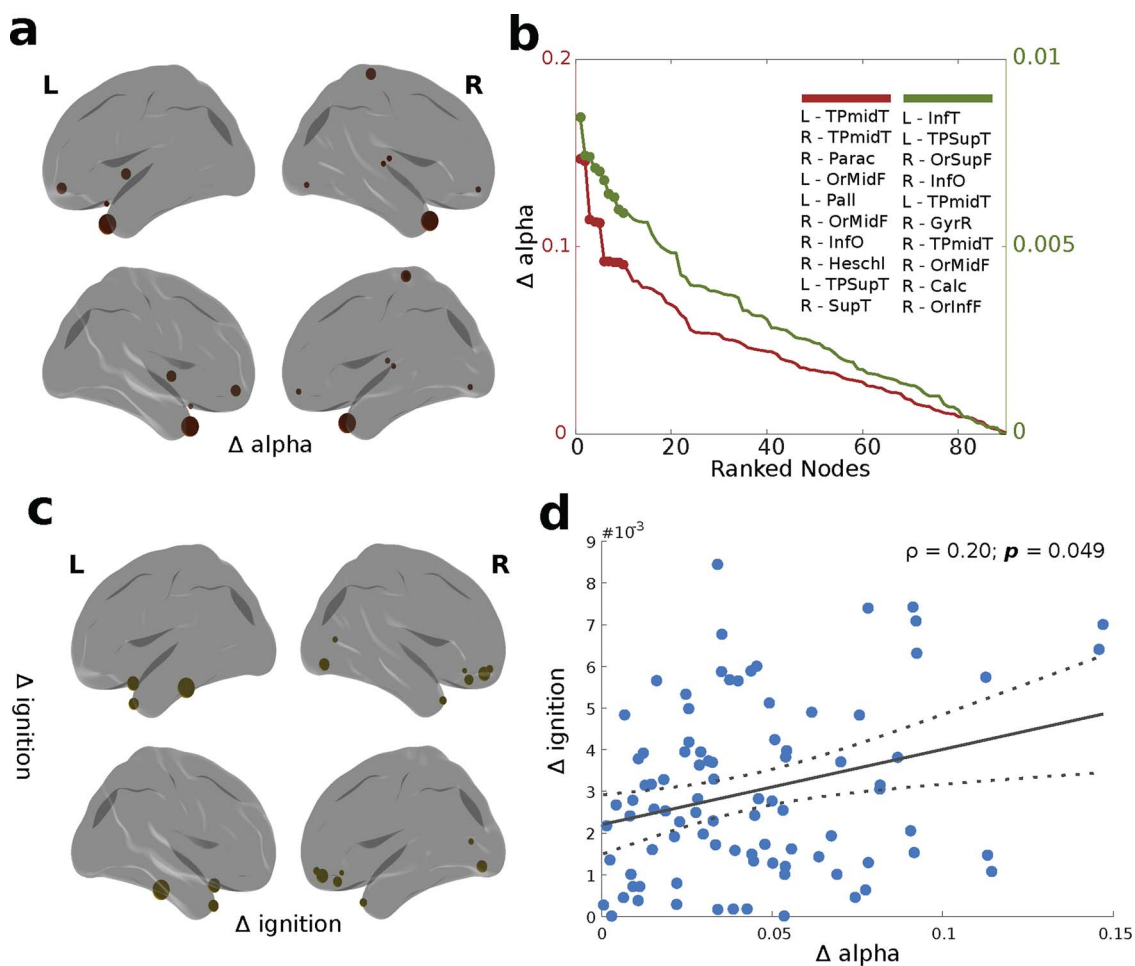 a
L
R
Δ alpha
b
0.2
0.1
0
Δ alpha
0.01
0.005
0
L - TPmidT
R - TPmidT
R - Parac
L - OrMidF
L - Pall
R - OrMidF
R - InfO
R - Heschl
L - TPSupT
R - SupT
L - InfT
L - TPSupT
R - OrSupF
R - InfO
L - TPmidT
R - GyrR
R - TPmidT
R - OrMidF
R - Calc
R - OrInfF
0 20 40 60 80
Ranked Nodes
c
L
R
Δ ignition
Δ ignition
d
#10⁻³
ρ = 0.20; p = 0.049
9
8
7
6
5
4
3
2
1
0
Δ ignition
0 0.05 0.1 0.15
Δ alpha